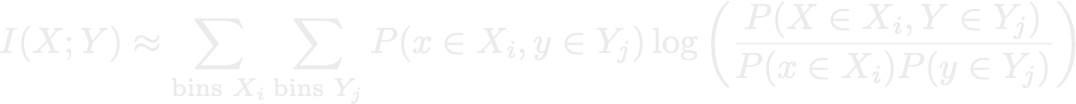 I(X;Y) ≈ ∑_{bins X_i} ∑_{bins Y_j} P(x ∈ X_i, y ∈ Y_j) log ( P(X ∈ X_i, Y ∈ Y_j) / P(x ∈ X_i)P(y ∈ Y_j) )